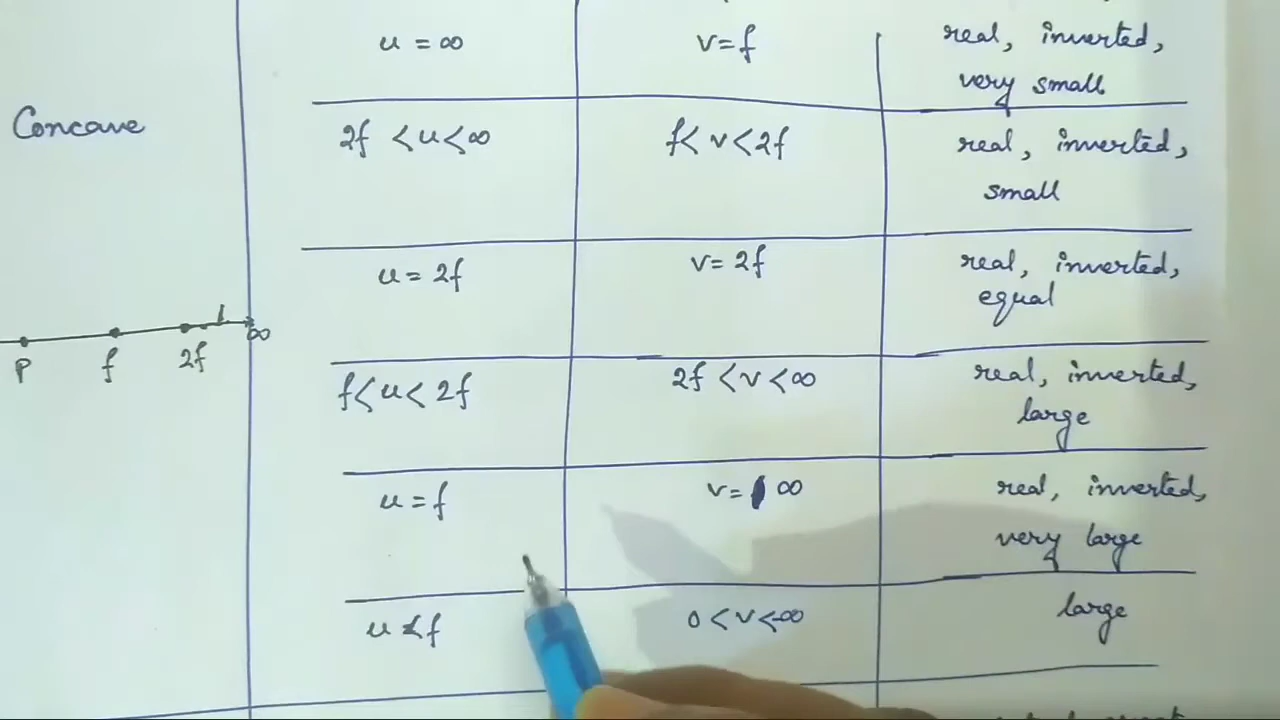 u = ∞
v = f
real, inverted,
very small
Concave
2f < u < ∞
f < v < 2f
real, inverted,
small
u = 2f
v = 2f
real, inverted,
equal
P
f
2f
∞
f < u < 2f
2f < v < ∞
real, inverted,
large
u = f
v = ∞
real, inverted,
very large
u < f
0 < v < ∞
large